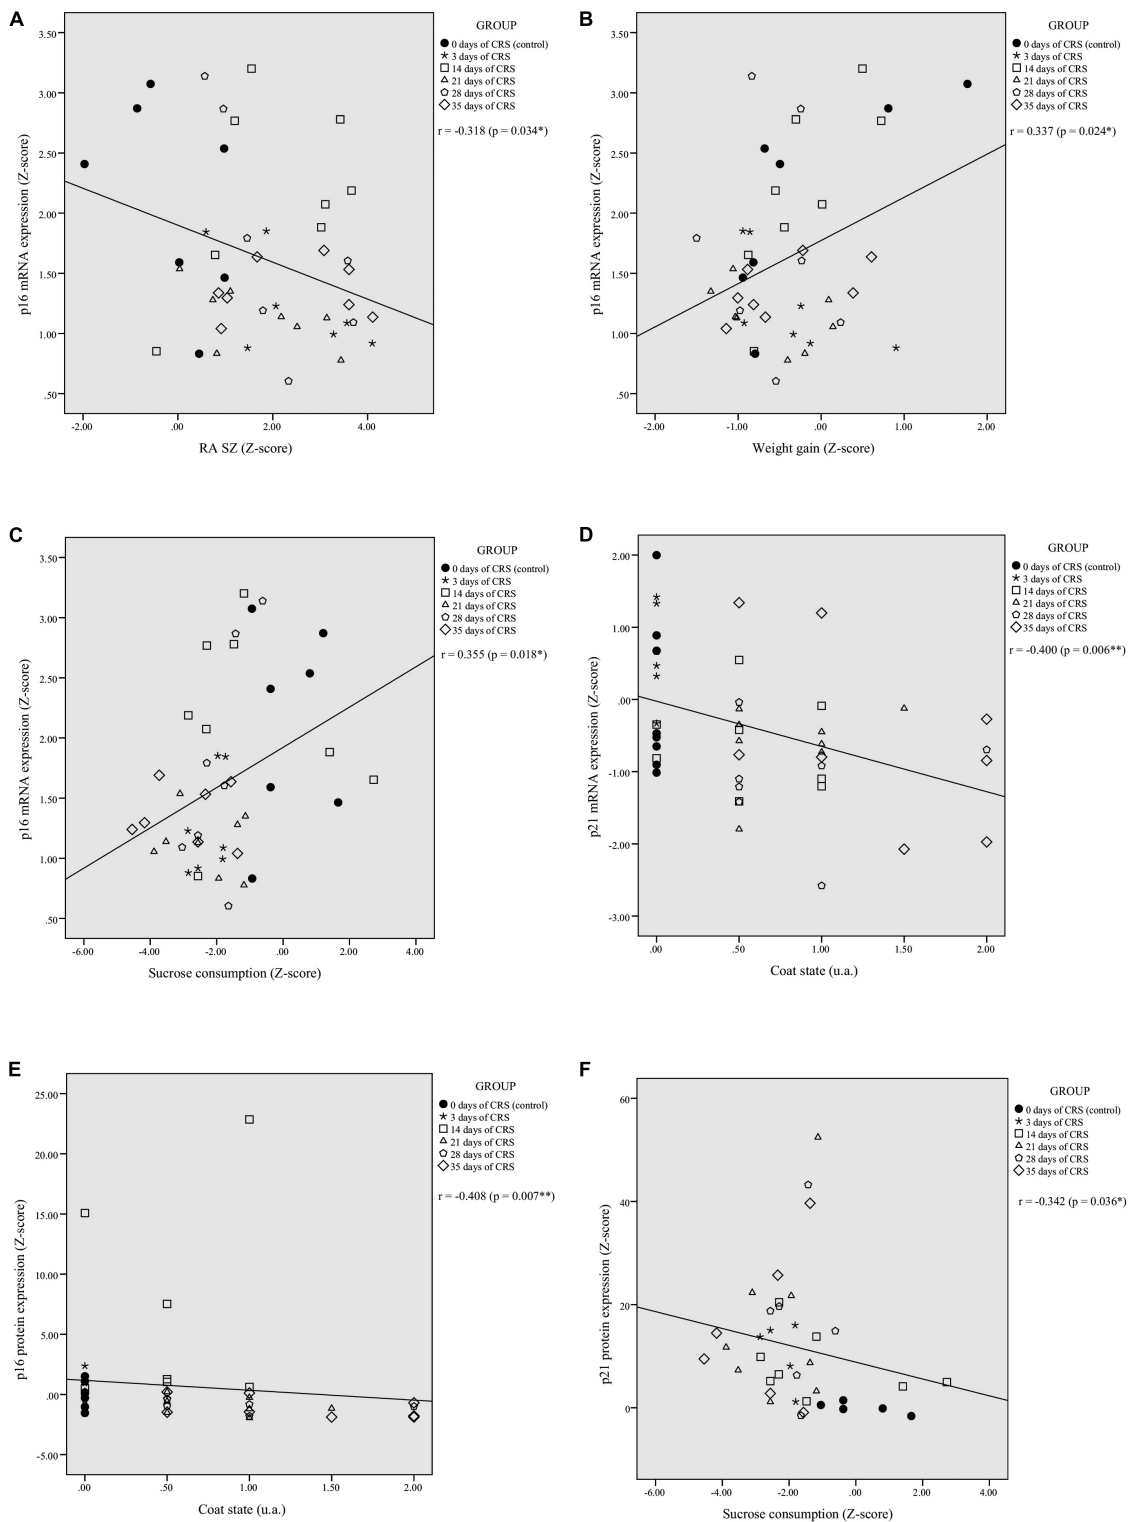 A
3.50
3.00
2.50
2.00
1.50
1.00
.50
p16 mRNA expression (Z-score)
-2.00 .00 2.00 4.00
RA SZ (Z-score)
GROUP
0 days of CRS (control)
3 days of CRS
14 days of CRS
21 days of CRS
28 days of CRS
35 days of CRS
r = -0.318 (p = 0.034*)
B
3.50
3.00
2.50
2.00
1.50
1.00
.50
p16 mRNA expression (Z-score)
-2.00 -1.00 .00 1.00 2.00
Weight gain (Z-score)
GROUP
0 days of CRS (control)
3 days of CRS
14 days of CRS
21 days of CRS
28 days of CRS
35 days of CRS
r = 0.337 (p = 0.024*)
C
3.50
3.00
2.50
2.00
1.50
1.00
.50
p16 mRNA expression (Z-score)
-6.00 -4.00 -2.00 .00 2.00 4.00
Sucrose consumption (Z-score)
GROUP
0 days of CRS (control)
3 days of CRS
14 days of CRS
21 days of CRS
28 days of CRS
35 days of CRS
r = 0.355 (p = 0.018*)
D
2.00
1.00
.00
-1.00
-2.00
-3.00
p21 mRNA expression (Z-score)
.00 .50 1.00 1.50 2.00
Coat state (u.a.)
GROUP
0 days of CRS (control)
3 days of CRS
14 days of CRS
21 days of CRS
28 days of CRS
35 days of CRS
r = -0.400 (p = 0.006**)
E
25.00
20.00
15.00
10.00
5.00
.00
-5.00
p16 protein expression (Z-score)
.00 .50 1.00 1.50 2.00
Coat state (u.a.)
GROUP
0 days of CRS (control)
3 days of CRS
14 days of CRS
21 days of CRS
28 days of CRS
35 days of CRS
r = -0.408 (p = 0.007**)
F
60
40
20
0
p21 protein expression (Z-score)
-6.00 -4.00 -2.00 .00 2.00 4.00
Sucrose consumption (Z-score)
GROUP
0 days of CRS (control)
3 days of CRS
14 days of CRS
21 days of CRS
28 days of CRS
35 days of CRS
r = -0.342 (p = 0.036*)